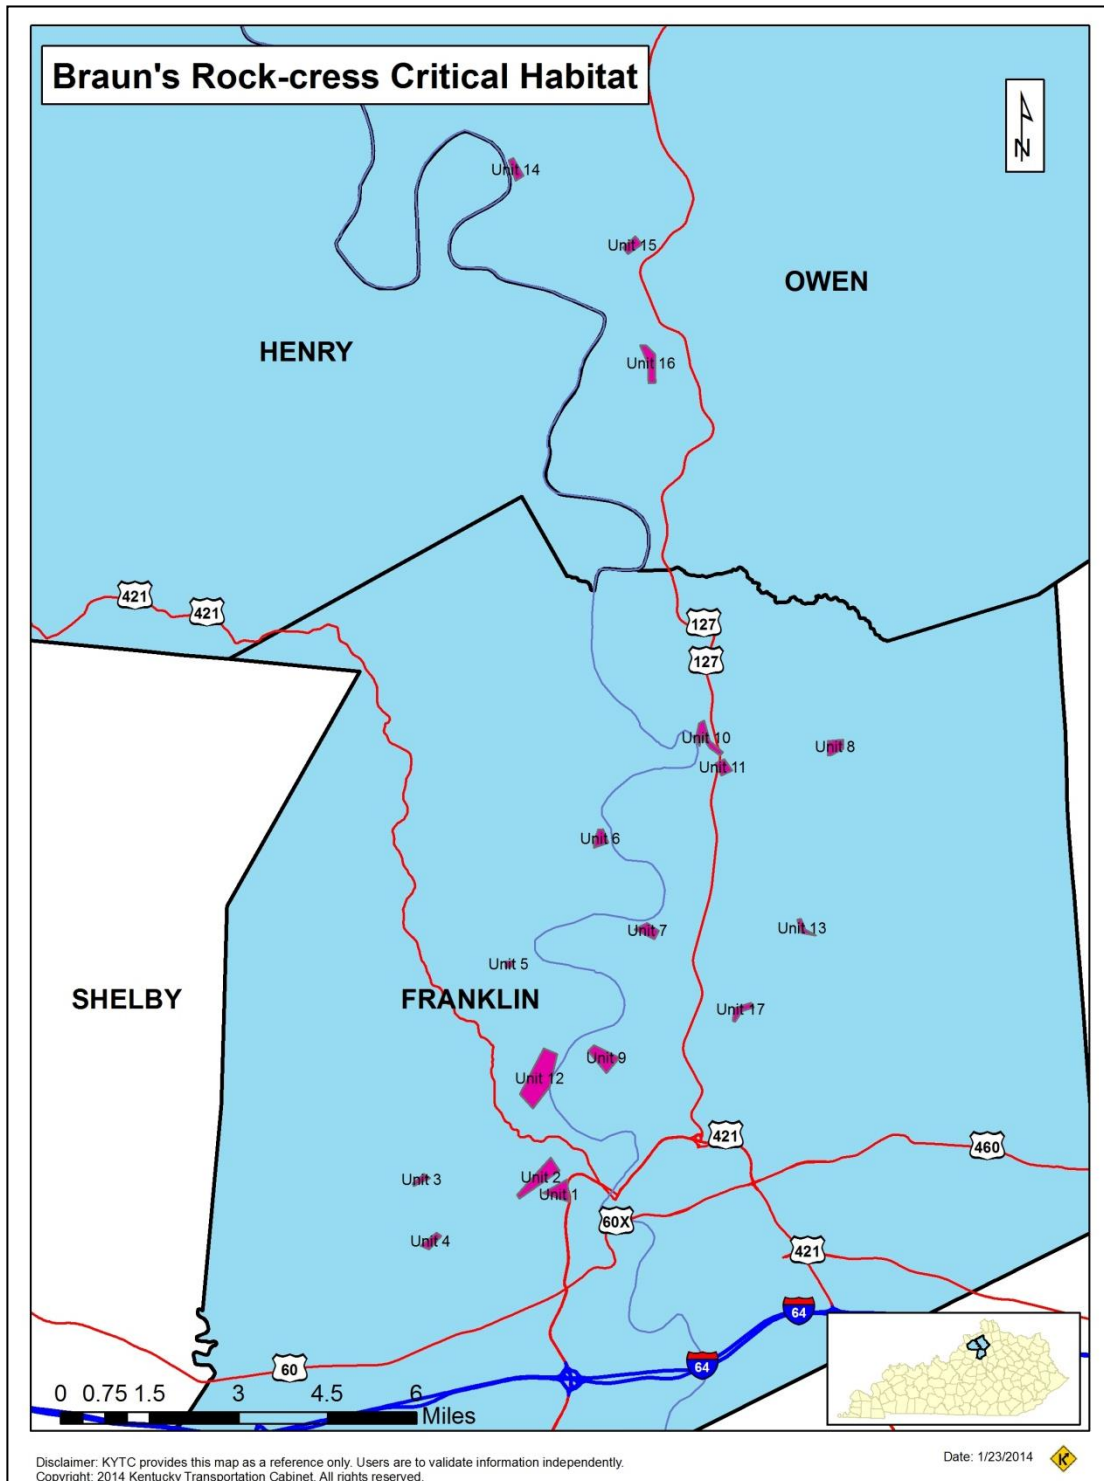 Braun's Rock-cress Critical Habitat
N
Unit 14
Unit 15
OWEN
HENRY
Unit 16
421
421
127
127
Unit 10
Unit 8
Unit 11
Unit 6
Unit 13
Unit 7
Unit 5
SHELBY
FRANKLIN
Unit 17
Unit 9
Unit 12
421
460
Unit 3
Unit 2
Unit 1
60X
Unit 4
421
64
64
60
0 0.75 1.5 3 4.5 6
Miles
Disclaimer: KYTC provides this map as a reference only. Users are to validate information independently.
Copyright: 2014 Kentucky Transportation Cabinet. All rights reserved.
Date: 1/23/2014